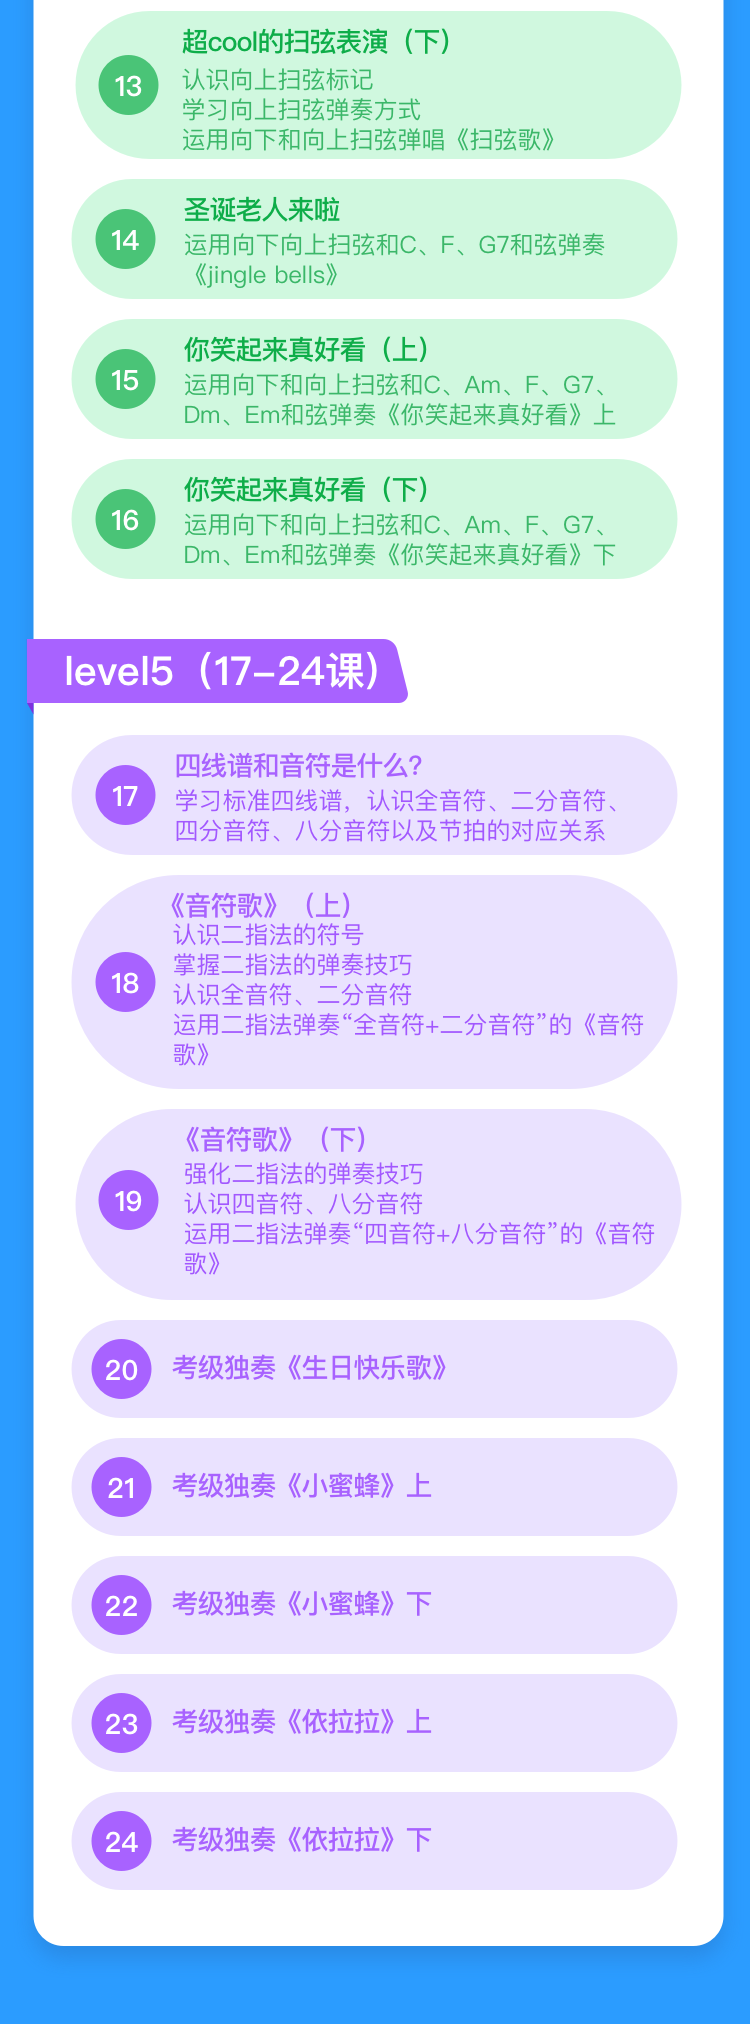 超cool的扫弦表演（下）
13
认识向上扫弦标记
学习向上扫弦弹奏方式
运用向下和向上扫弦弹唱《扫弦歌》
圣诞老人来啦
14
运用向下向上扫弦和C、F、G7和弦弹奏
《jingle bells》
你笑起来真好看（上）
15
运用向下和向上扫弦和C、Am、F、G7、
Dm、Em和弦弹奏《你笑起来真好看》上
你笑起来真好看（下）
16
运用向下和向上扫弦和C、Am、F、G7、
Dm、Em和弦弹奏《你笑起来真好看》下
level5（17-24课）
四线谱和音符是什么?
17
学习标准四线谱，认识全音符、二分音符、
四分音符、八分音符以及节拍的对应关系
《音符歌》（上）
认识二指法的符号
掌握二指法的弹奏技巧
18
认识全音符、二分音符
运用二指法弹奏“全音符+二分音符”的《音符
歌》
《音符歌》（下）
强化二指法的弹奏技巧
19
认识四音符、八分音符
运用二指法弹奏“四音符+八分音符”的《音符
歌》
20 考级独奏《生日快乐歌》
21 考级独奏《小蜜蜂》上
22 考级独奏《小蜜蜂》下
23 考级独奏《依拉拉》上
24 考级独奏《依拉拉》下